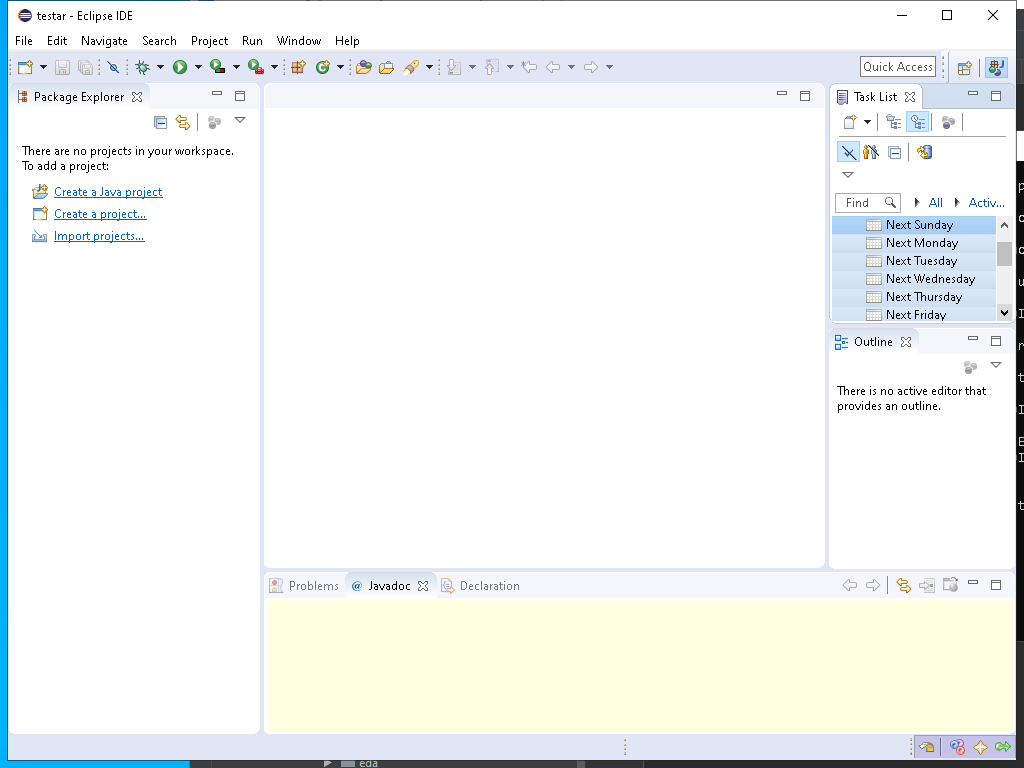 testar - Eclipse IDE
File Edit Navigate Search Project Run Window Help
Quick Access
Package Explorer
Task List
There are no projects in your workspace.
To add a project:
Create a Java project
Create a project...
Import projects...
Find
All
Activ...
Next Sunday
Next Monday
Next Tuesday
Next Wednesday
Next Thursday
Next Friday
Outline
There is no active editor that
provides an outline.
Problems
@ Javadoc
Declaration
eda